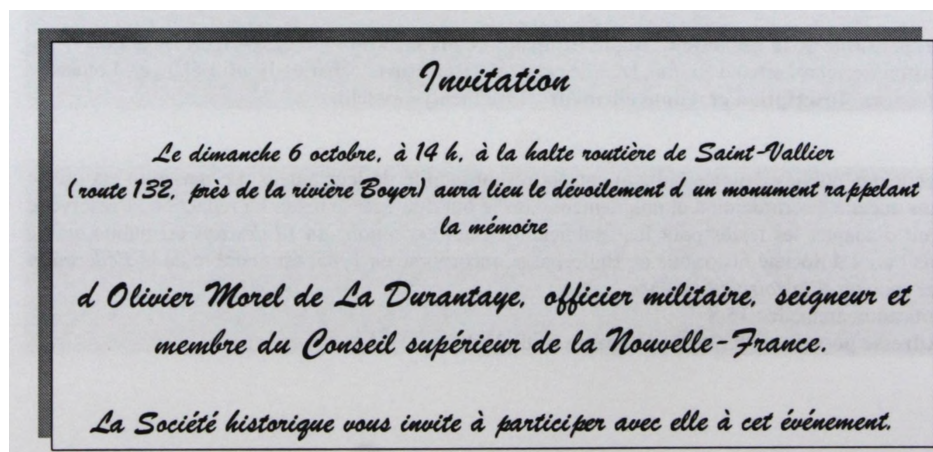 Invitation
Le dimanche 6 octobre, à 14 h, à la halte routière de Saint-Vallier
(route 132, près de la rivière Boyer) aura lieu le dévoilement d un monument rappelant
la mémoire
d Olivier Morel de La Durantaye, officier militaire, seigneur et
membre du Conseil supérieur de la Nouvelle-France.
La Société historique vous invite à participer avec elle à cet événement.